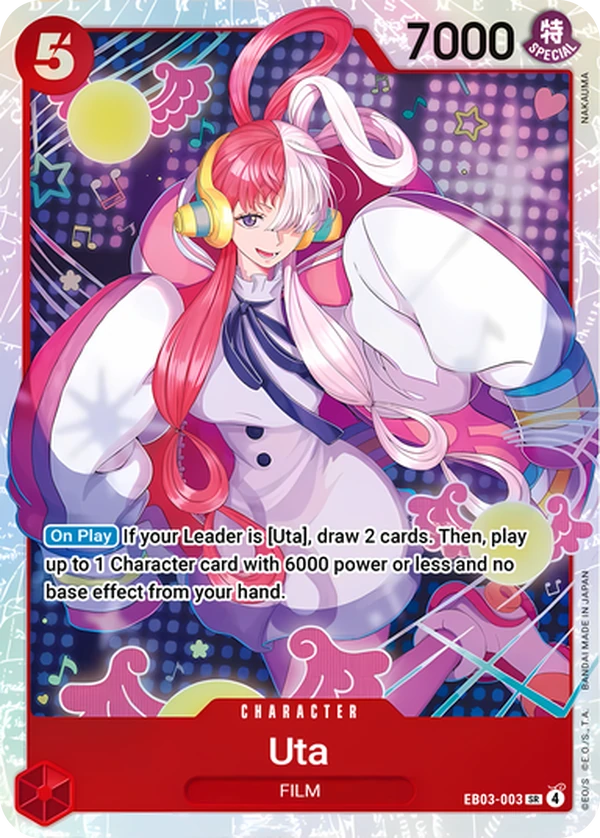 5
7000
特
SPECIAL
NAKAUMA
On Play If your Leader is [Uta], draw 2 cards. Then, play
up to 1 Character card with 6000 power or less and no
base effect from your hand.
©EO/S ©E.O./S., T.A. BANDAI MADE IN JAPAN
CHARACTER
Uta
FILM
EB03-003 SR 4